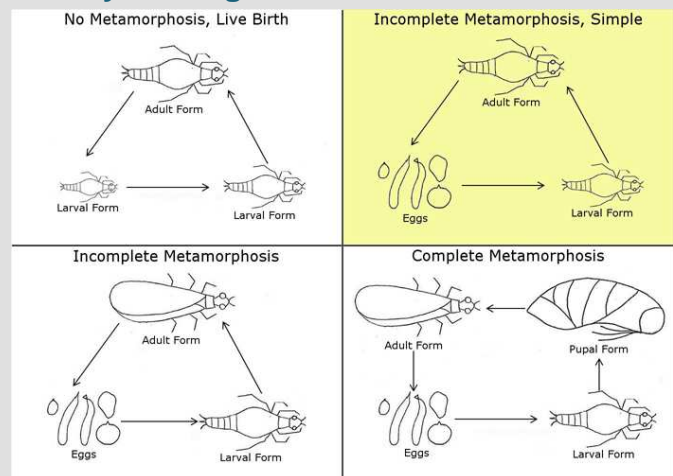 No Metamorphosis, Live Birth
Adult Form
Larval Form
Larval Form
Incomplete Metamorphosis, Simple
Adult Form
Eggs
Larval Form
Incomplete Metamorphosis
Adult Form
Eggs
Larval Form
Complete Metamorphosis
Adult Form
Pupal Form
Eggs
Larval Form